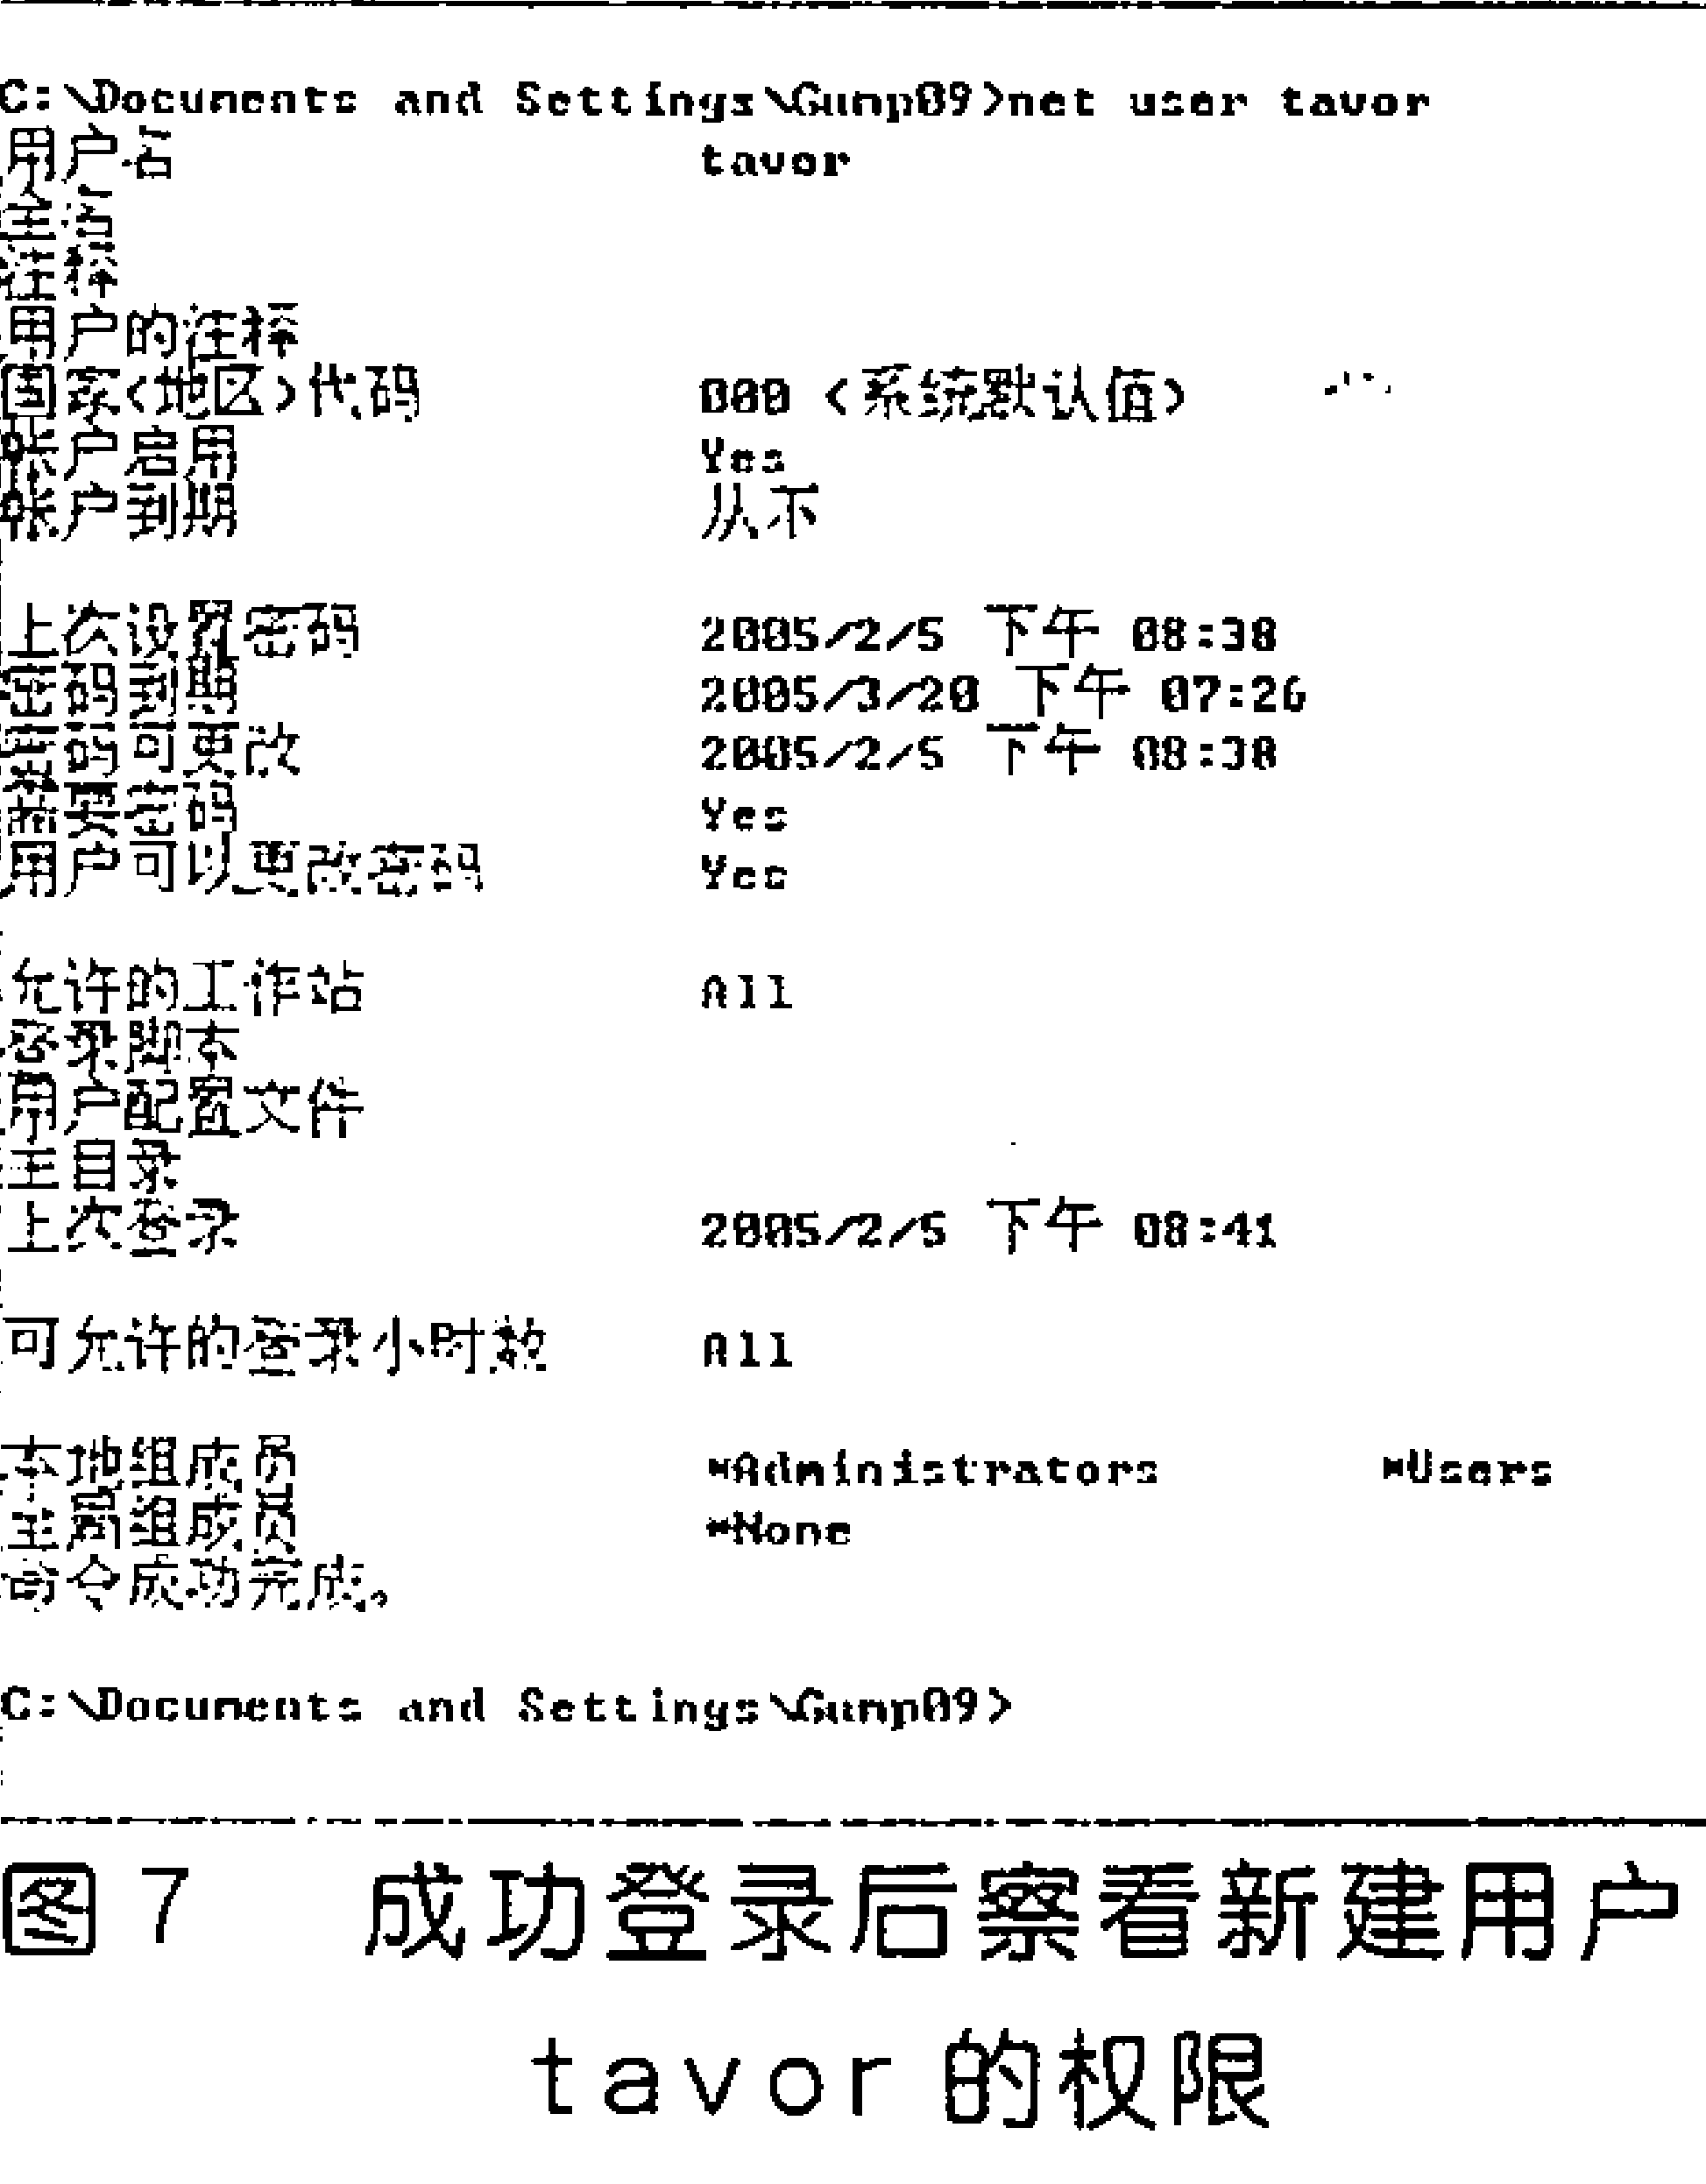 C:\Documents and Settings\Gump09>net user tavor
用户名 tavor
全名
注释
用户的注释
国家(地区)代码 000 (系统默认值)
帐户启用 Yes
帐户到期 从不
上次设置密码 2005/2/5 下午 08:38
密码到期 2005/3/20 下午 07:26
密码可更改 2005/2/5 下午 08:38
需要密码 Yes
用户可以更改密码 Yes
允许的工作站 All
登录脚本
用户配置文件
主目录
上次登录 2005/2/5 下午 08:41
可允许的登录小时数 All
本地组成员 *Administrators *Users
全局组成员 *None
命令成功完成。
C:\Documents and Settings\Gump09>
图 7 成功登录后察看新建用户
tavor 的权限